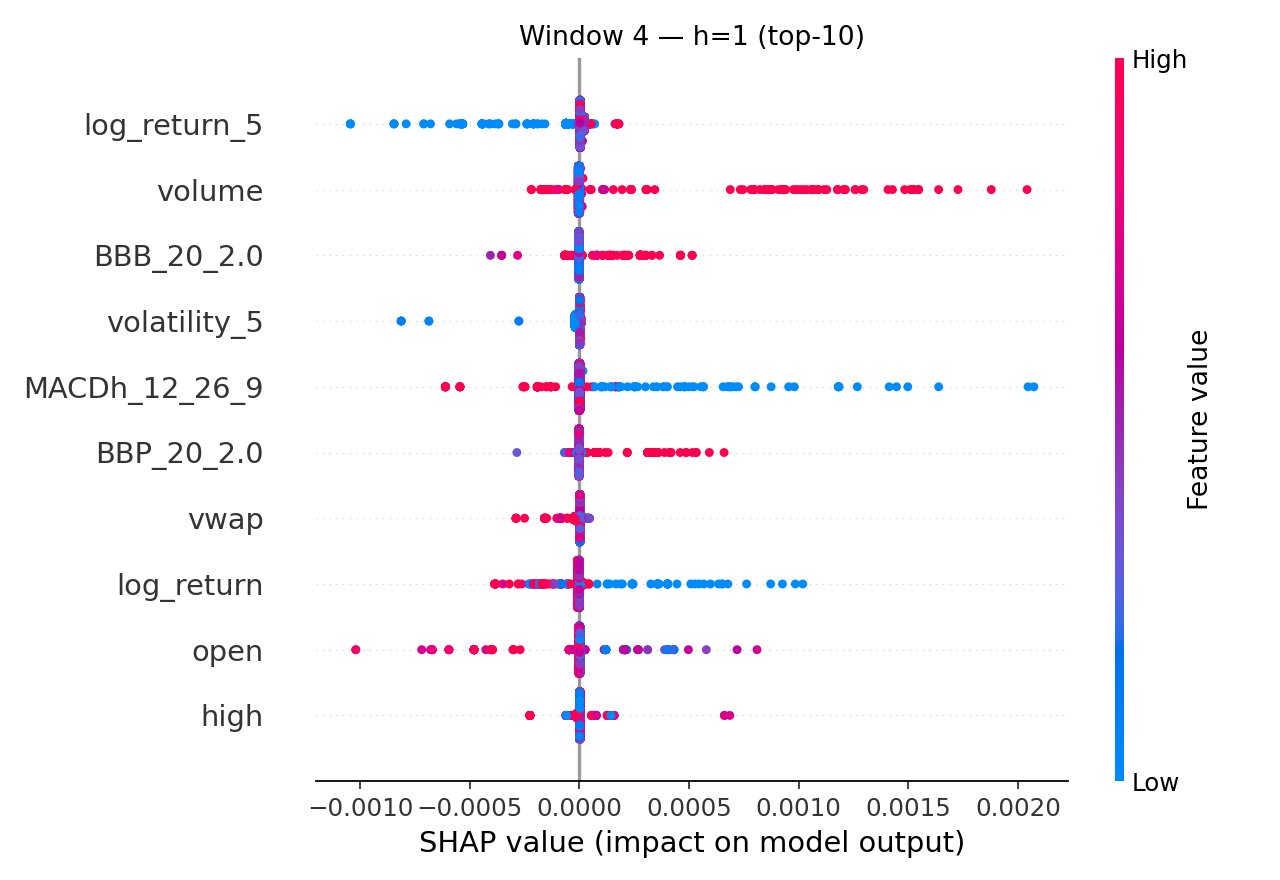 Window 4 — h=1 (top-10)
High
log_return_5
volume
BBB_20_2.0
volatility_5
MACDh_12_26_9
BBP_20_2.0
vwap
log_return
open
high
Feature value
Low
−0.0010 −0.0005 0.0000 0.0005 0.0010 0.0015 0.0020
SHAP value (impact on model output)